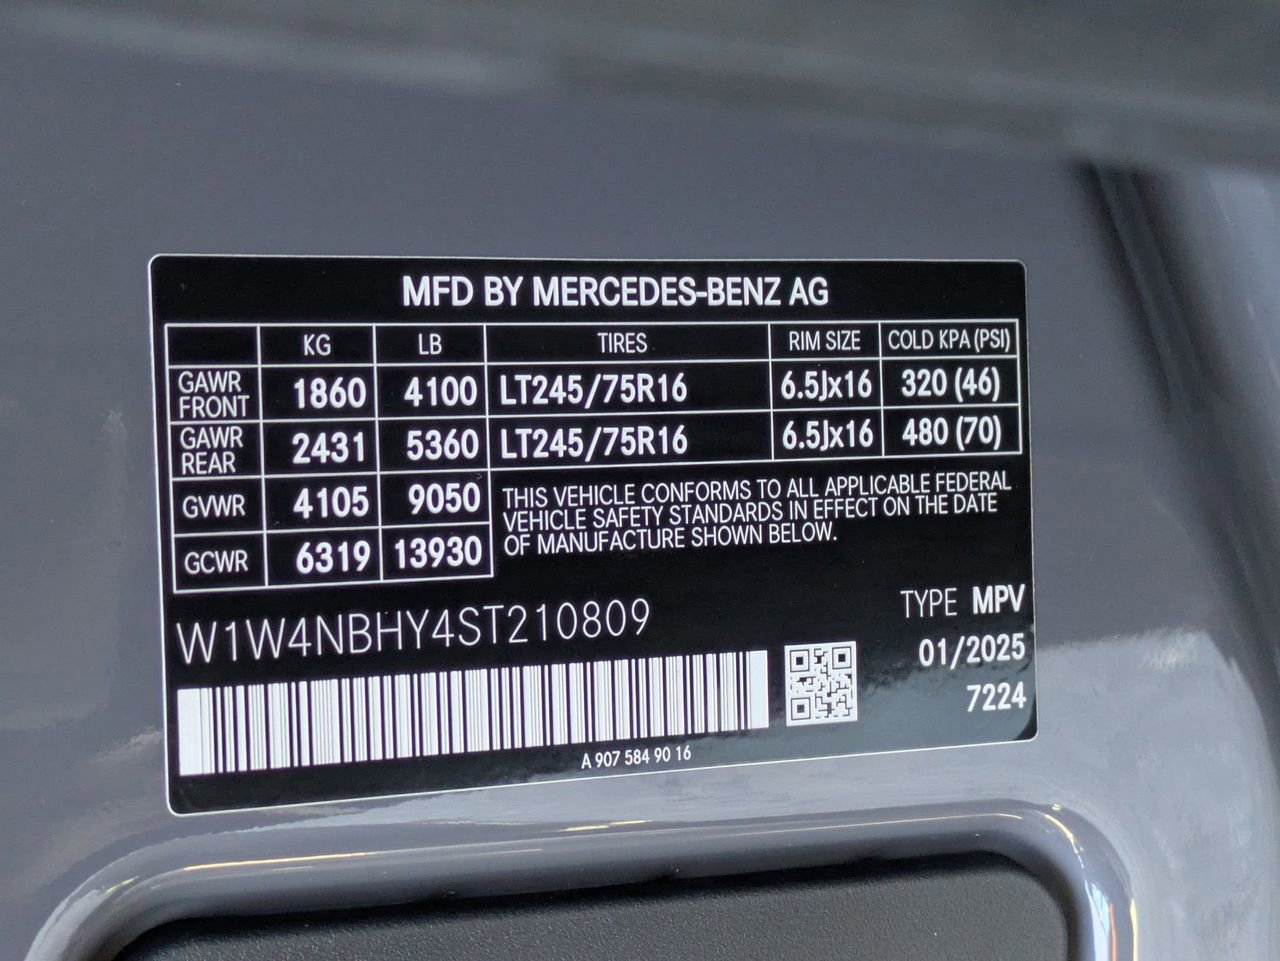 MFD BY MERCEDES-BENZ AG
KG LB TIRES RIM SIZE COLD KPA (PSI)
GAWR FRONT 1860 4100 LT245/75R16 6.5Jx16 320 (46)
GAWR REAR 2431 5360 LT245/75R16 6.5Jx16 480 (70)
GVWR 4105 9050
GCWR 6319 13930
THIS VEHICLE CONFORMS TO ALL APPLICABLE FEDERAL
VEHICLE SAFETY STANDARDS IN EFFECT ON THE DATE
OF MANUFACTURE SHOWN BELOW.
W1W4NBHY4ST210809
TYPE MPV
01/2025
7224
A 907 584 90 16